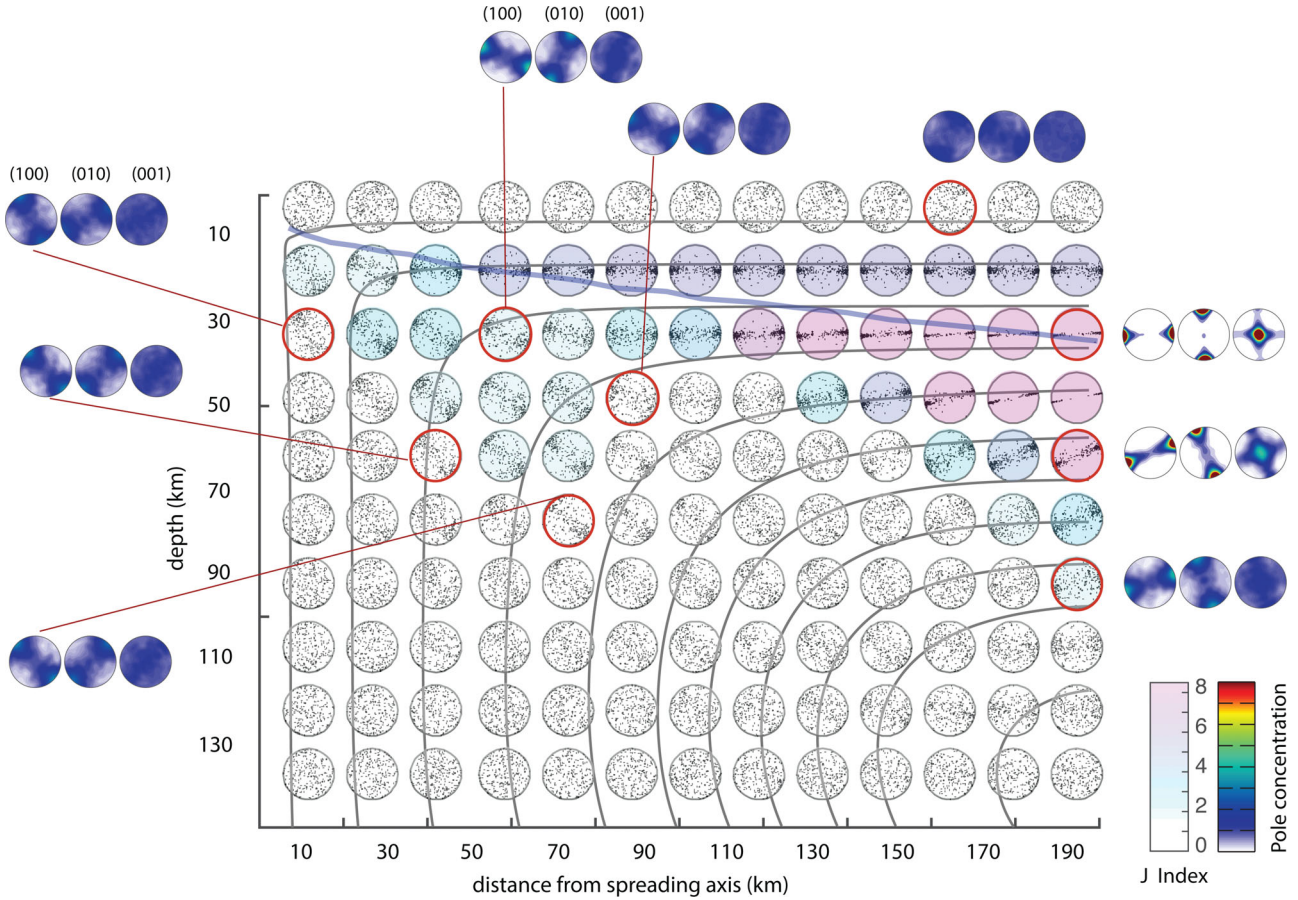 (100) (010) (001)
(100) (010) (001)
10
30
50
70
90
110
130
depth (km)
10 30 50 70 90 110 130 150 170 190
distance from spreading axis (km)
8
6
4
2
0
J Index
Pole concentration